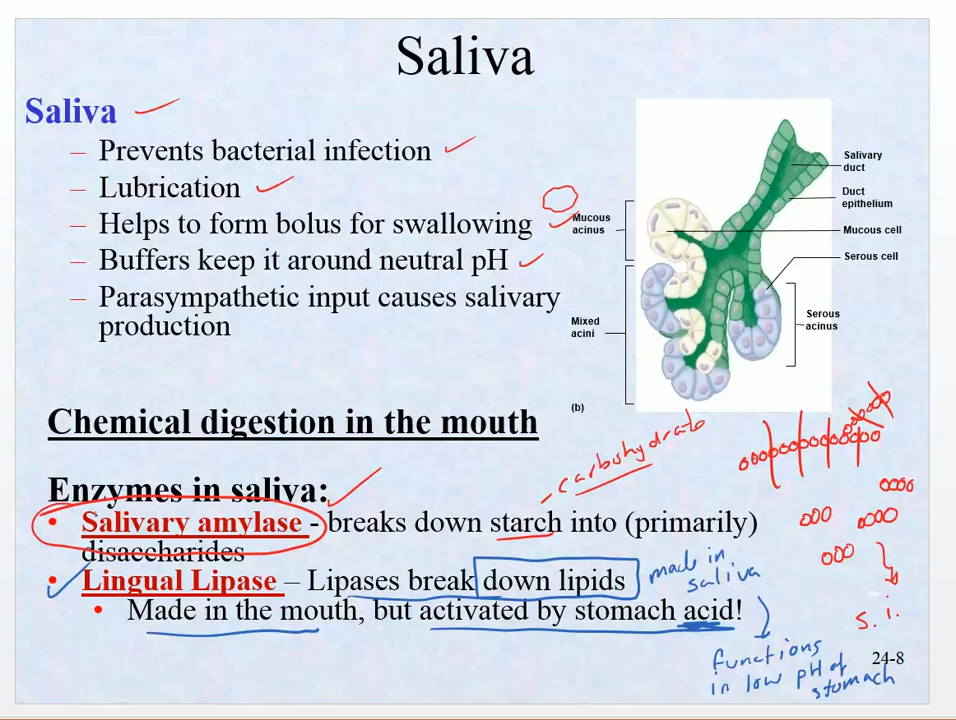 Saliva
Saliva
– Prevents bacterial infection
– Lubrication
– Helps to form bolus for swallowing
– Buffers keep it around neutral pH
– Parasympathetic input causes salivary
production
Salivary
duct
Duct
epithelium
Mucous
acinus
Mucous cell
Serous cell
Mixed
acini
Serous
acinus
(b)
Chemical digestion in the mouth
- carbohydrate
Enzymes in saliva:
• Salivary amylase - breaks down starch into (primarily)
disaccharides
• Lingual Lipase – Lipases break down lipids
made in
saliva
• Made in the mouth, but activated by stomach acid!
s. i.
functions
in low pH of
stomach
24-8